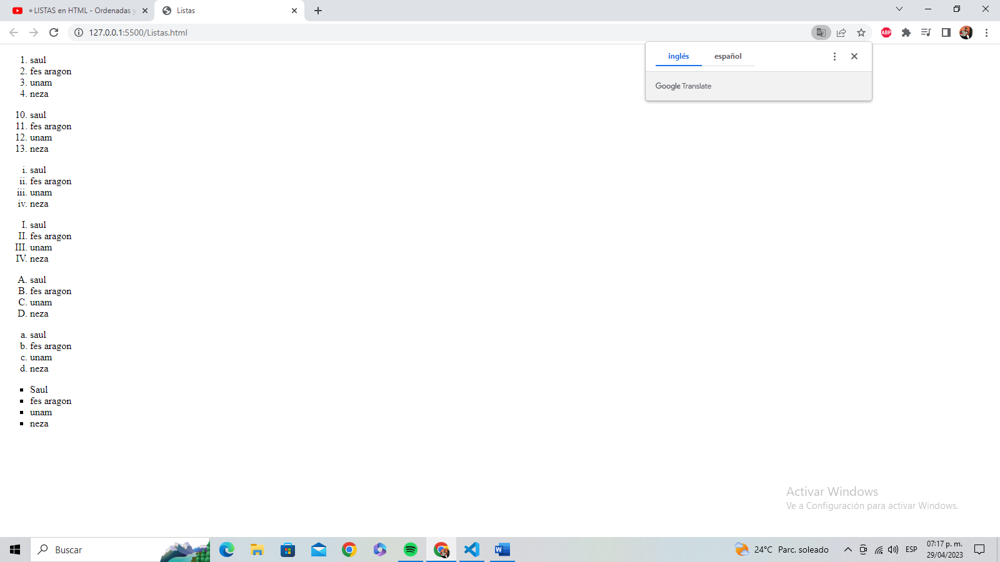 ⭐LISTAS en HTML - Ordenadas y
Listas
127.0.0.1:5500/Listas.html
ABP
inglés
español
Google Translate
1. saul
2. fes aragon
3. unam
4. neza
10. saul
11. fes aragon
12. unam
13. neza
i. saul
ii. fes aragon
iii. unam
iv. neza
I. saul
II. fes aragon
III. unam
IV. neza
A. saul
B. fes aragon
C. unam
D. neza
a. saul
b. fes aragon
c. unam
d. neza
▪ Saul
▪ fes aragon
▪ unam
▪ neza
Activar Windows
Ve a Configuración para activar Windows.
Buscar
24°C Parc. soleado
ESP
07:17 p. m.
29/04/2023